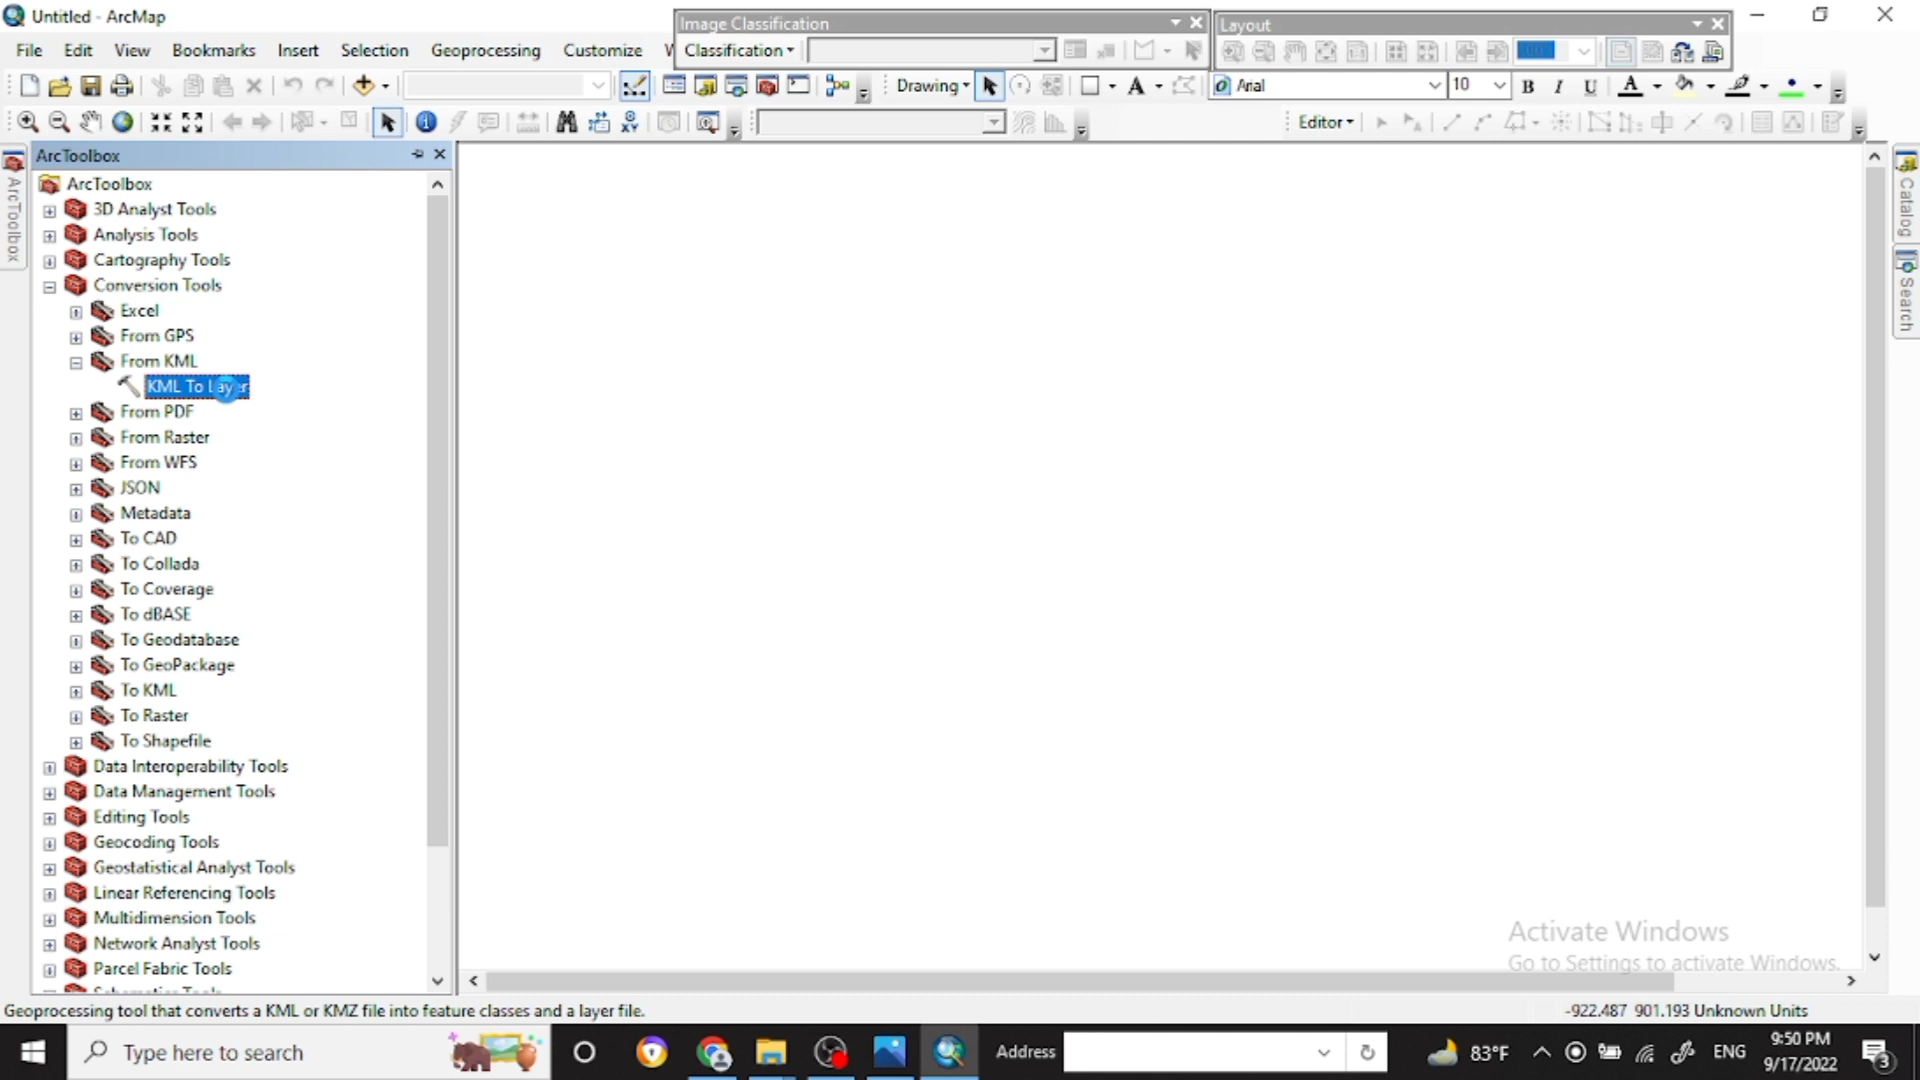 Untitled - ArcMap
Image Classification
Layout
File Edit View Bookmarks Insert Selection Geoprocessing Customize
Classification
Drawing
Arial
10
B I U A
Editor
ArcToolbox
ArcToolbox
ArcToolbox
3D Analyst Tools
Analysis Tools
Cartography Tools
Conversion Tools
Excel
From GPS
From KML
KML To Layer
From PDF
From Raster
From WFS
JSON
Metadata
To CAD
To Collada
To Coverage
To dBASE
To Geodatabase
To GeoPackage
To KML
To Raster
To Shapefile
Data Interoperability Tools
Data Management Tools
Editing Tools
Geocoding Tools
Geostatistical Analyst Tools
Linear Referencing Tools
Multidimension Tools
Network Analyst Tools
Parcel Fabric Tools
Catalog
Search
Activate Windows
Go to Settings to activate Windows.
Geoprocessing tool that converts a KML or KMZ file into feature classes and a layer file.
-922.487 901.193 Unknown Units
Type here to search
Address
83°F
ENG
9:50 PM
9/17/2022
3